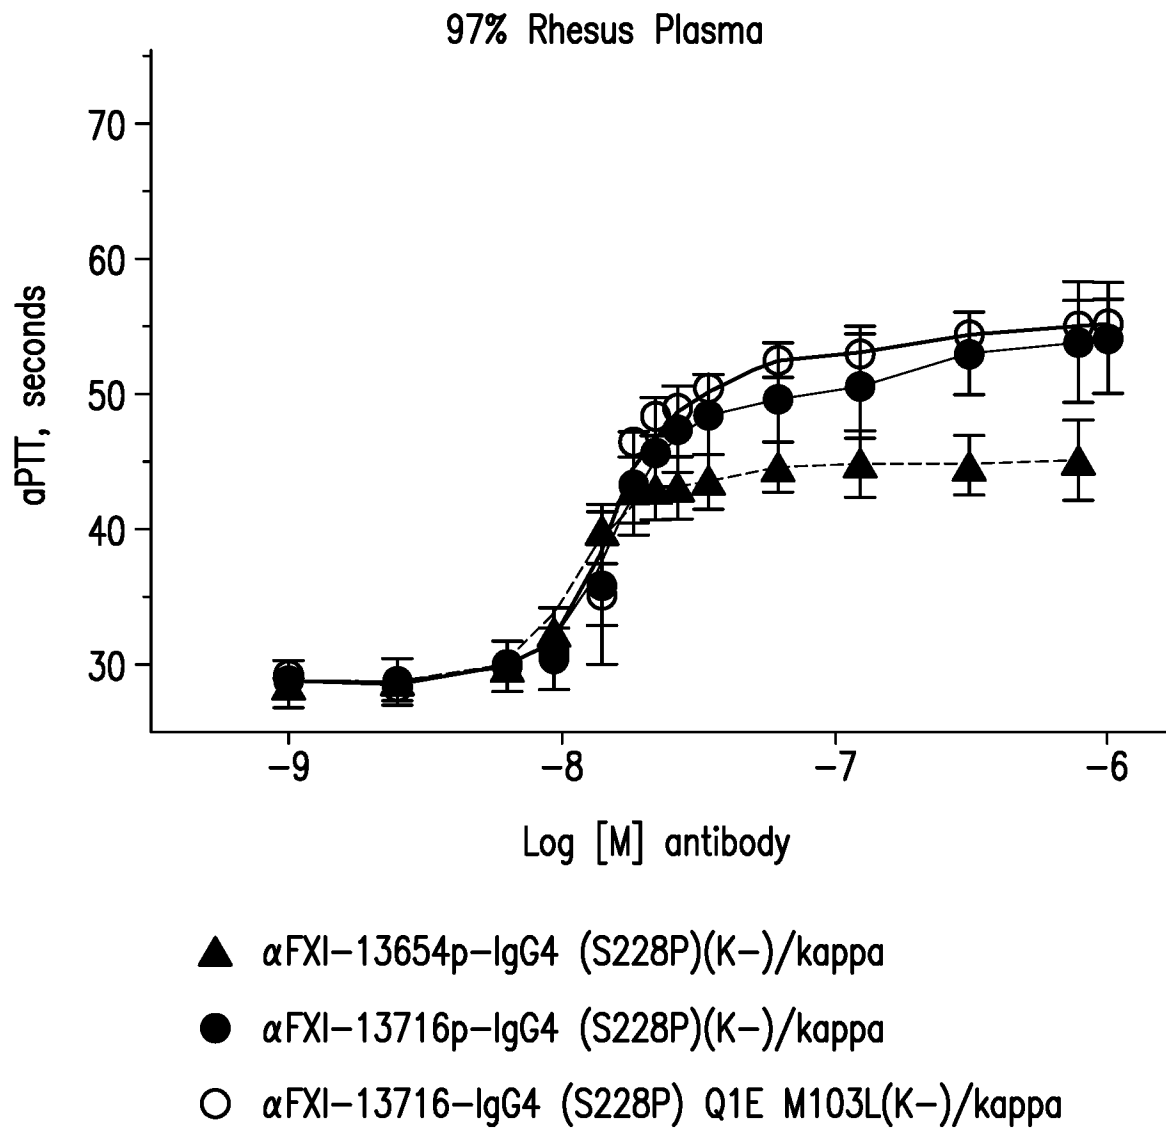 97% Rhesus Plasma
70
60
50
40
30
aPTT, seconds
−9
−8
−7
−6
Log [M] antibody
αFXI−13654p−IgG4 (S228P)(K−)/kappa
αFXI−13716p−IgG4 (S228P)(K−)/kappa
αFXI−13716−IgG4 (S228P) Q1E M103L(K−)/kappa